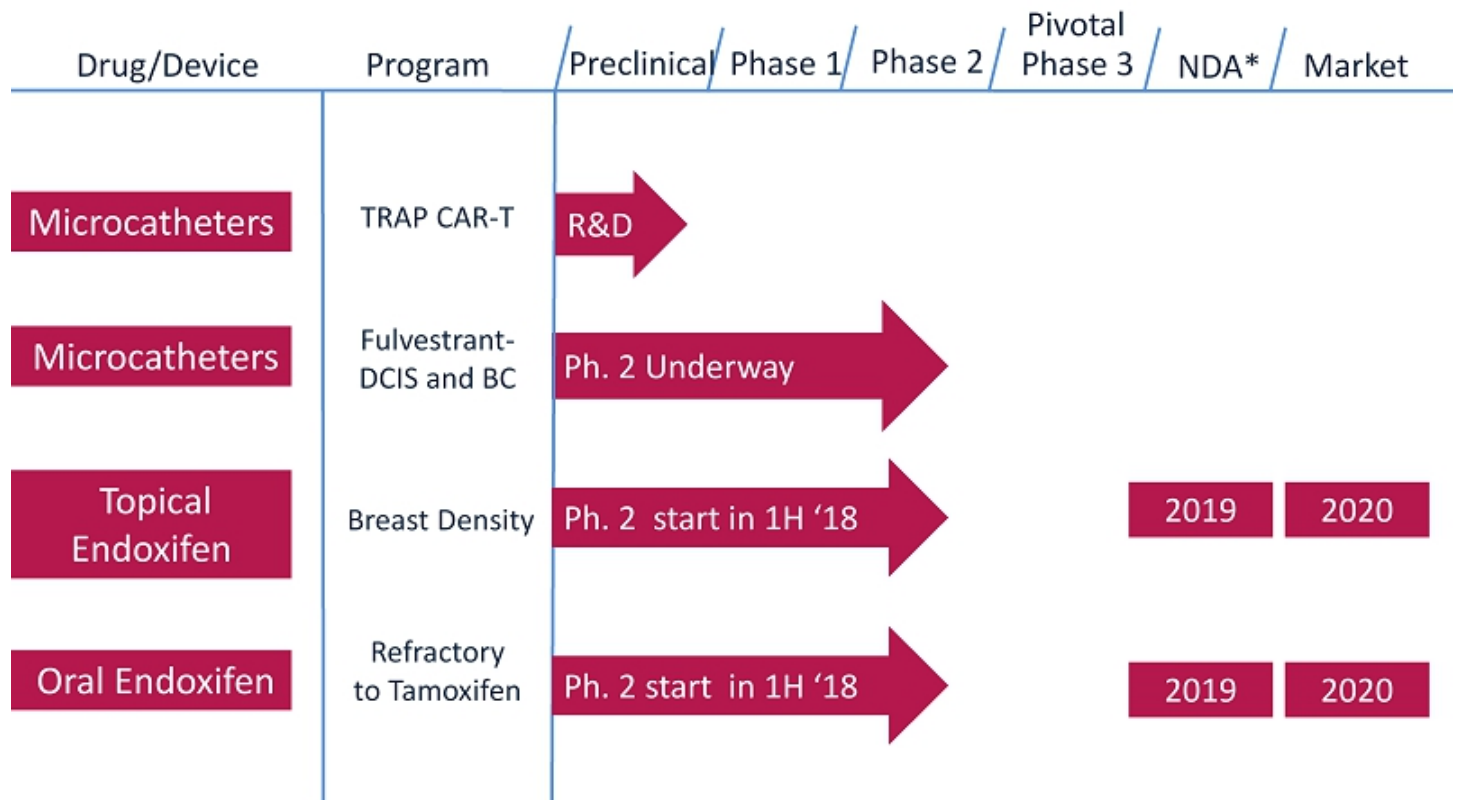 Drug/Device Program Preclinical Phase 1 Phase 2 Pivotal Phase 3 NDA* Market
Microcatheters TRAP CAR-T R&D
Microcatheters Fulvestrant-
DCIS and BC Ph. 2 Underway
Topical
Endoxifen Breast Density Ph. 2 start in 1H ‘18 2019 2020
Oral Endoxifen Refractory
to Tamoxifen Ph. 2 start in 1H ‘18 2019 2020